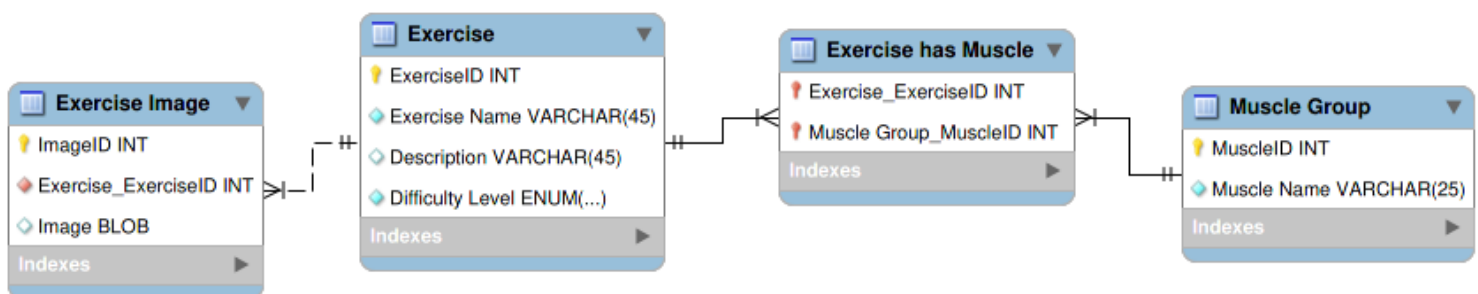 Exercise Image
ImageID INT
Exercise_ExerciseID INT
Image BLOB
Indexes
Exercise
ExerciseID INT
Exercise Name VARCHAR(45)
Description VARCHAR(45)
Difficulty Level ENUM(...)
Indexes
Exercise has Muscle
Exercise_ExerciseID INT
Muscle Group_MuscleID INT
Indexes
Muscle Group
MuscleID INT
Muscle Name VARCHAR(25)
Indexes